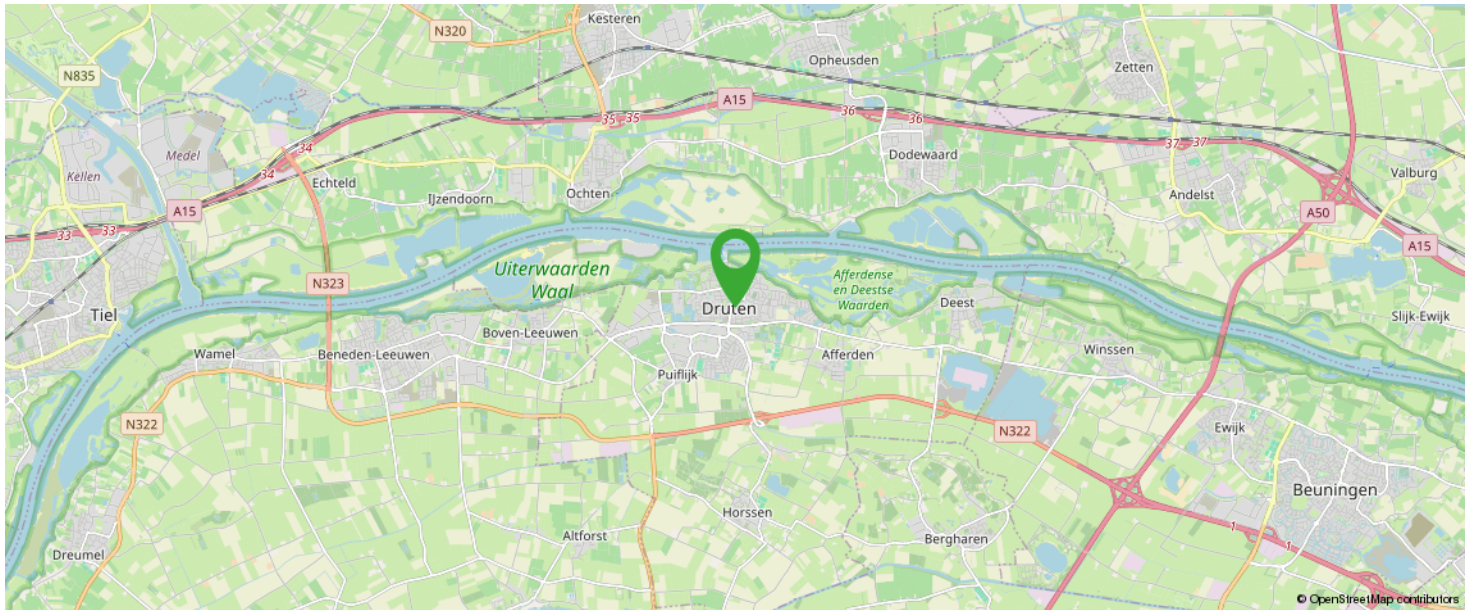 Kesteren
N320
Opheusden
Zetten
N835
A15
35
35
36
36
Medel
34
Dodewaard
37
37
Kellen
34
Echteld
IJzendoorn
Ochten
Andelst
Valburg
A15
A50
33
33
A15
Uiterwaarden
Waal
Afferdense
en Deestse
Waarden
N323
Tiel
Druten
Deest
Slijk-Ewijk
Boven-Leeuwen
Wamel
Beneden-Leeuwen
Afferden
Winssen
Puiflijk
N322
N322
Ewijk
Beuningen
Horssen
1
Altforst
Bergharen
1
Dreumel
© OpenStreetMap contributors